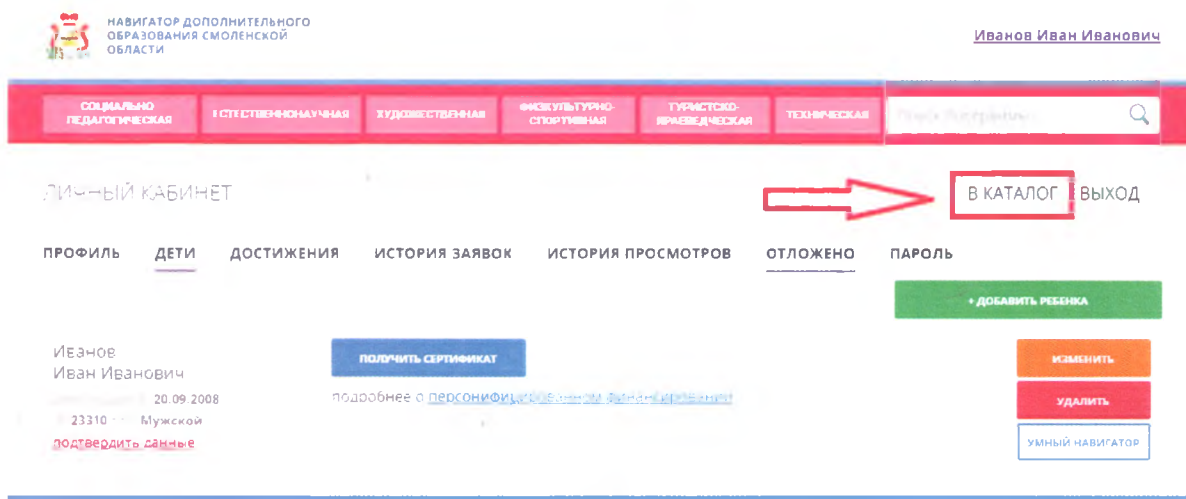 НАВИГАТОР ДОПОЛНИТЕЛЬНОГО
ОБРАЗОВАНИЯ СМОЛЕНСКОЙ
ОБЛАСТИ
Иванов Иван Иванович
СОЦИАЛЬНО
ПЕДАГОГИЧЕСКАЯ
ЕСТЕСТВЕННОНАУЧНАЯ
ХУДОЖЕСТВЕННАЯ
ФИЗКУЛЬТУРНО-
СПОРТИВНАЯ
ТУРИСТСКО-
КРАЕВЕДЧЕСКАЯ
ТЕХНИЧЕСКАЯ
ЛИЧНЫЙ КАБИНЕТ
В КАТАЛОГ ВЫХОД
ПРОФИЛЬ ДЕТИ ДОСТИЖЕНИЯ ИСТОРИЯ ЗАЯВОК ИСТОРИЯ ПРОСМОТРОВ ОТЛОЖЕНО ПАРОЛЬ
+ ДОБАВИТЬ РЕБЕНКА
Иванов
Иван Иванович
20.09.2008
23310 Мужской
подтвердить данные
ПОЛУЧИТЬ СЕРТИФИКАТ
подробнее о персонифицированном финансировании
ИЗМЕНИТЬ
УДАЛИТЬ
УМНЫЙ НАВИГАТОР